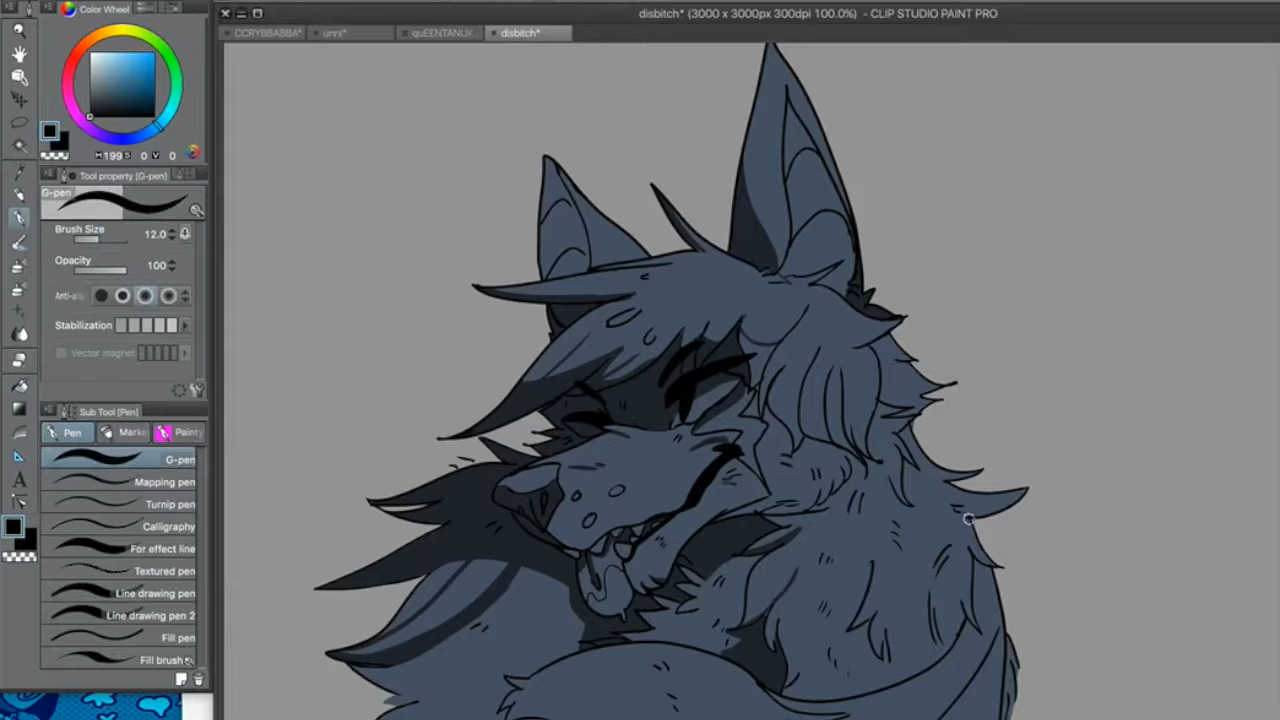 Color Wheel
disbitch* (3000 x 3000px 300dpi 100.0%) - CLIP STUDIO PAINT PRO
CCRYBBABBA* unni* quEENTANUK disbitch*
H 199 S 0 V 0
Tool property [G-pen]
G-pen
Brush Size 12.0
Opacity 100
Anti-ali
Stabilization
Vector magnet
Sub Tool [Pen]
Pen Marke Painty
G-pen
Mapping pen
Turnip pen
Calligraphy
For effect line
Textured pen
Line drawing pen
Line drawing pen 2
Fill pen
Fill brush